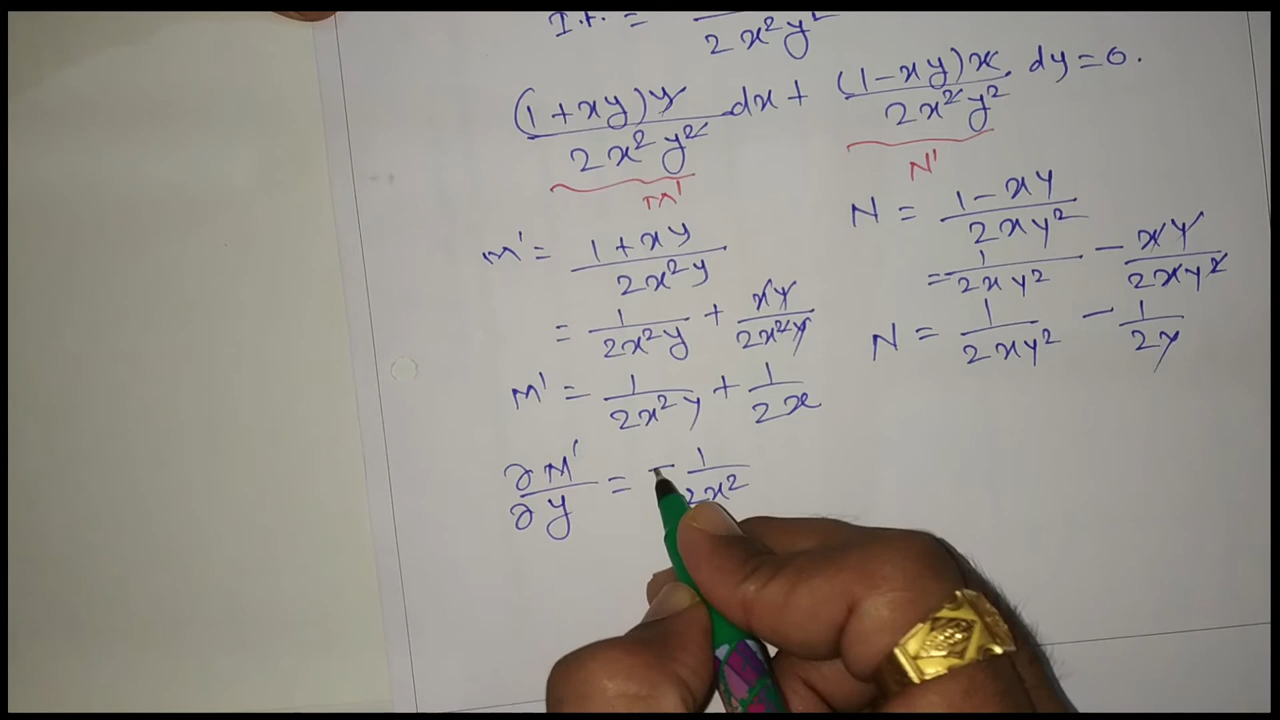 I.F. = 1/(2x²y²)
(1+xy)y/(2x²y²) dx + (1-xy)x/(2x²y²) dy = 0.
M' N'
M' = (1+xy)/(2x²y)
= 1/(2x²y) + xy/(2x²y)
M' = 1/(2x²y) + 1/(2x)
∂M'/∂y = - 1/(2x²)
N = (1-xy)/(2xy²)
= 1/(2xy²) - xy/(2xy²)
N = 1/(2xy²) - 1/(2y)